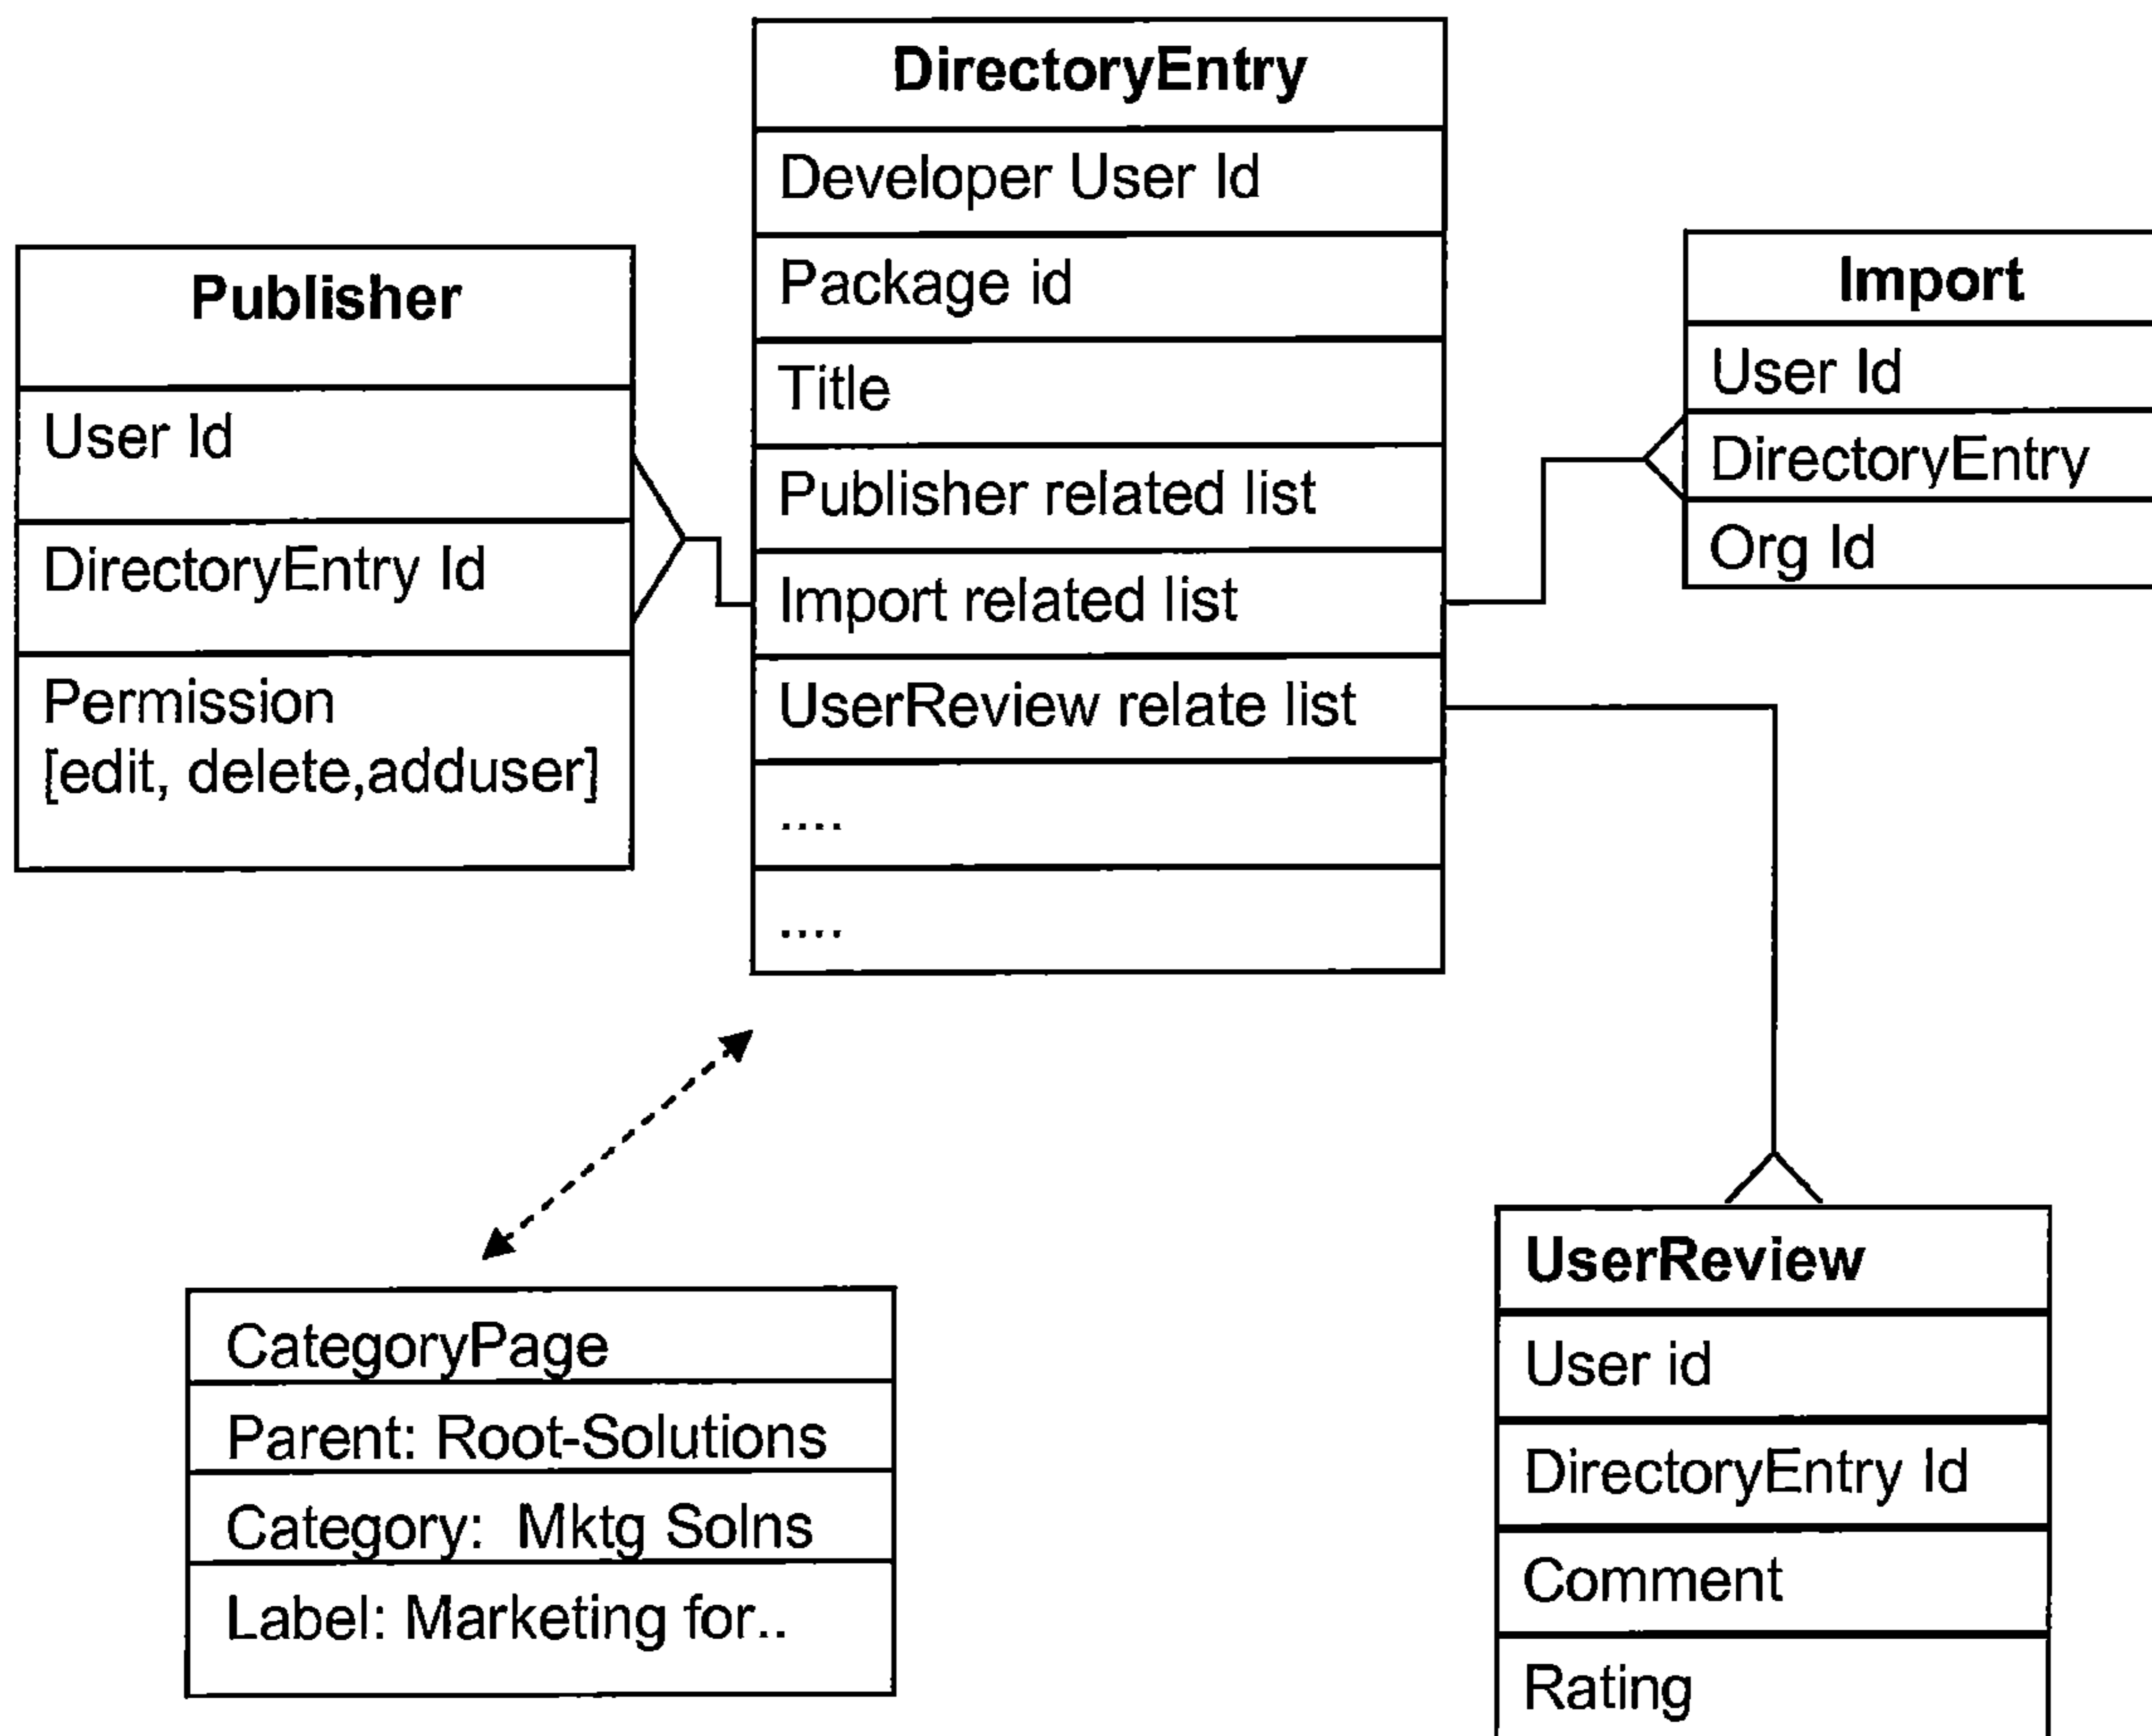 DirectoryEntry
Developer User Id
Package id
Title
Publisher related list
Import related list
UserReview relate list
....
....
Publisher
User Id
DirectoryEntry Id
Permission
[edit, delete,adduser]
Import
User Id
DirectoryEntry
Org Id
CategoryPage
Parent: Root-Solutions
Category: Mktg Solns
Label: Marketing for..
UserReview
User id
DirectoryEntry Id
Comment
Rating